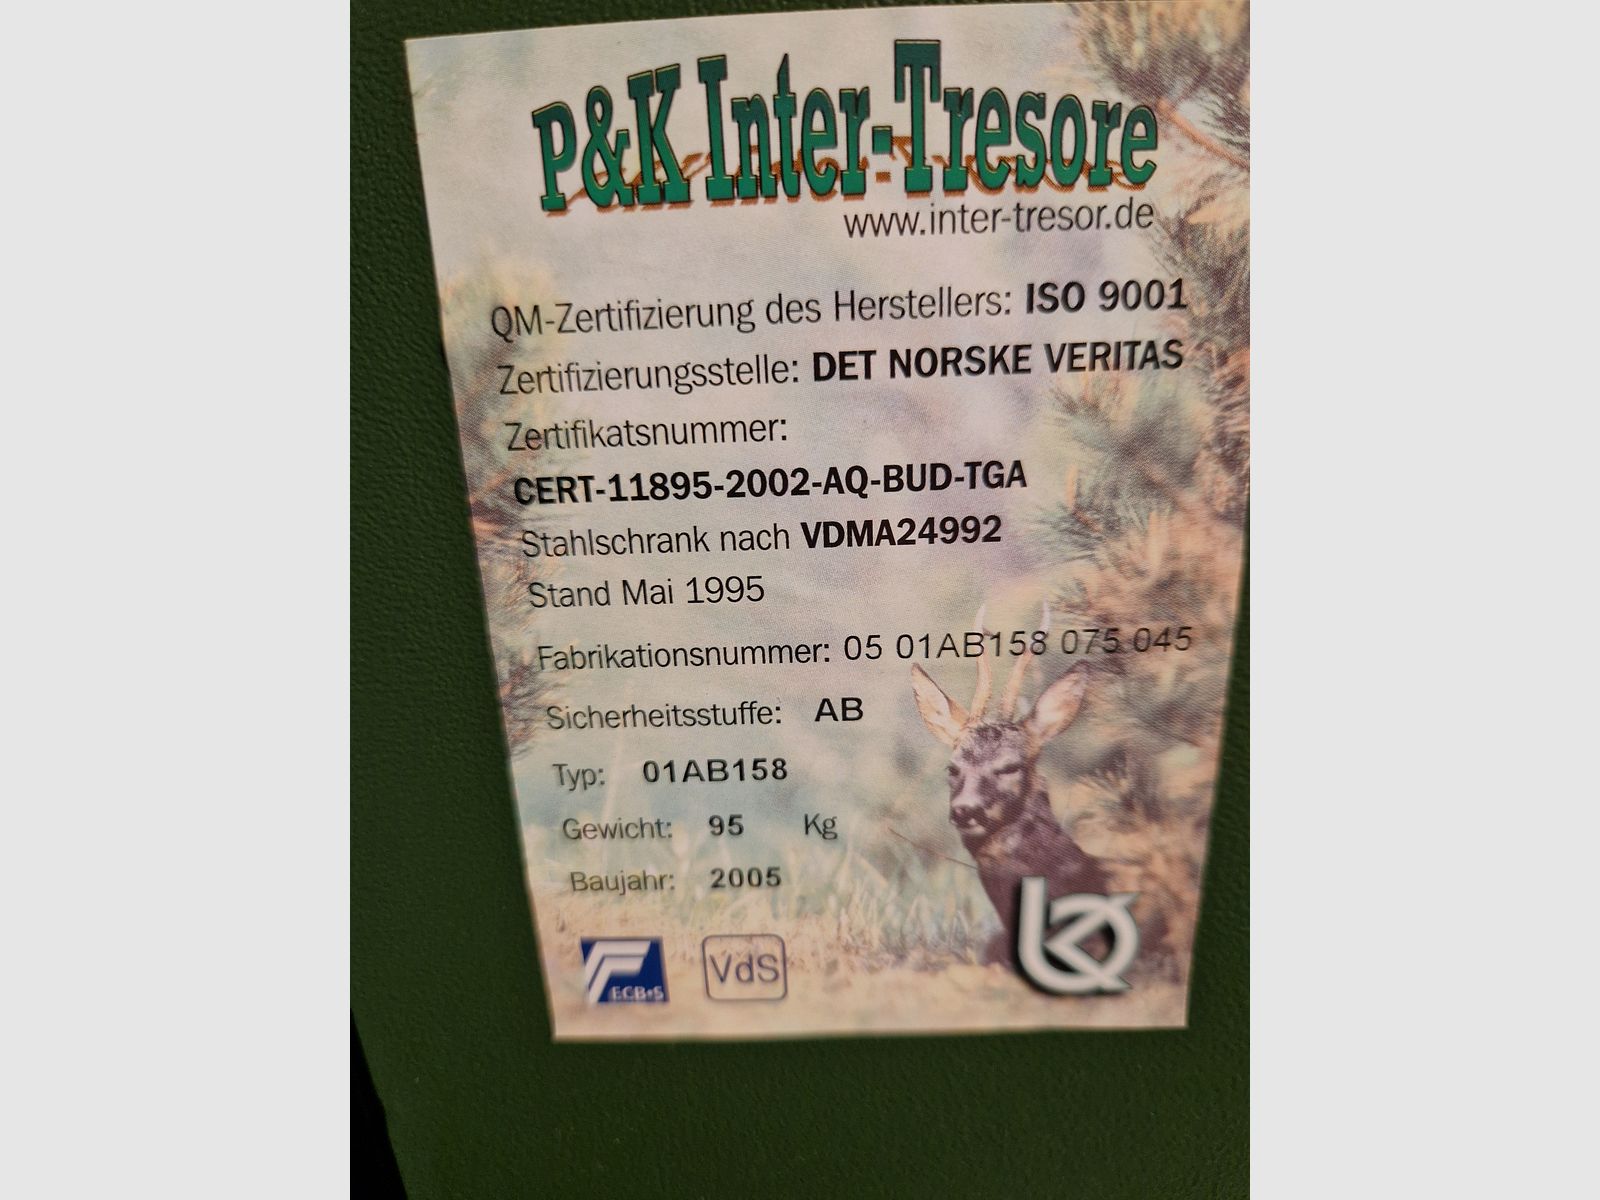 P&K Inter-Tresore
www.inter-tresor.de
QM-Zertifizierung des Herstellers: ISO 9001
Zertifizierungsstelle: DET NORSKE VERITAS
Zertifikatsnummer:
CERT-11895-2002-AQ-BUD-TGA
Stahlschrank nach VDMA24992
Stand Mai 1995
Fabrikationsnummer: 05 01AB158 075 045
Sicherheitsstuffe: AB
Typ: 01AB158
Gewicht: 95 Kg
Baujahr: 2005
ECB•S
VdS